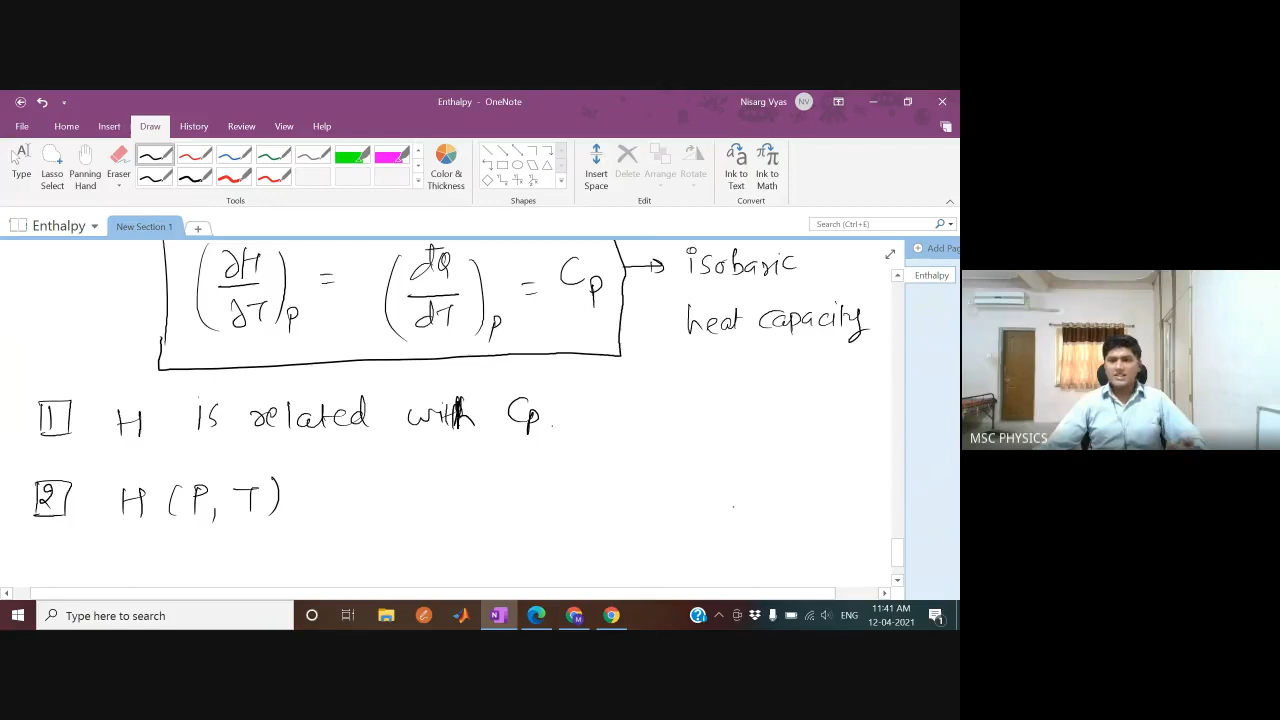 Enthalpy - OneNote
Nisarg Vyas NV
File Home Insert Draw History Review View Help
Type Lasso Select Panning Hand Eraser Color & Thickness Insert Space Delete Arrange Rotate Ink to Text Ink to Math
Tools Shapes Edit Convert
Enthalpy New Section 1 + Search (Ctrl+E)
Add Pag
Enthalpy
(∂H/∂T)p = (đQ/dT)p = Cp → isobaric
heat capacity
1 H is related with Cp.
2 H (P, T)
MSC PHYSICS
Type here to search
ENG 11:41 AM
12-04-2021 1